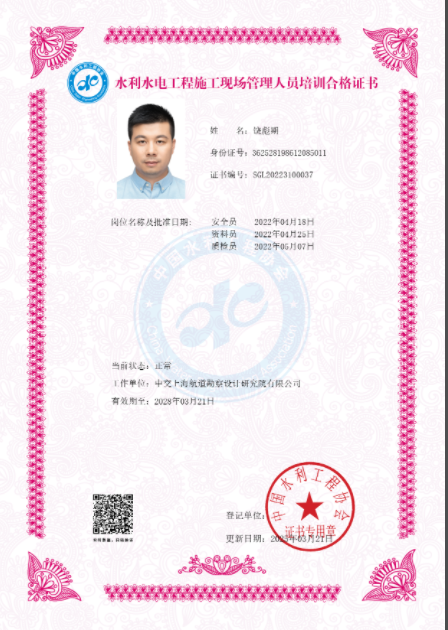 水利水电工程施工现场管理人员培训合格证书
姓 名：饶彪期
身份证号：362528198612085011
证书编号：SGL20223100037
岗位名称及批准日期： 安全员 2022年04月18日
资料员 2022年04月25日
质检员 2022年05月07日
当前状态：正常
工作单位：中交上海航道勘察设计研究院有限公司
有效期至：2028年03月21日
中国水利工程协会
登记单位：
证书专用章
更新日期：2025年03月21日